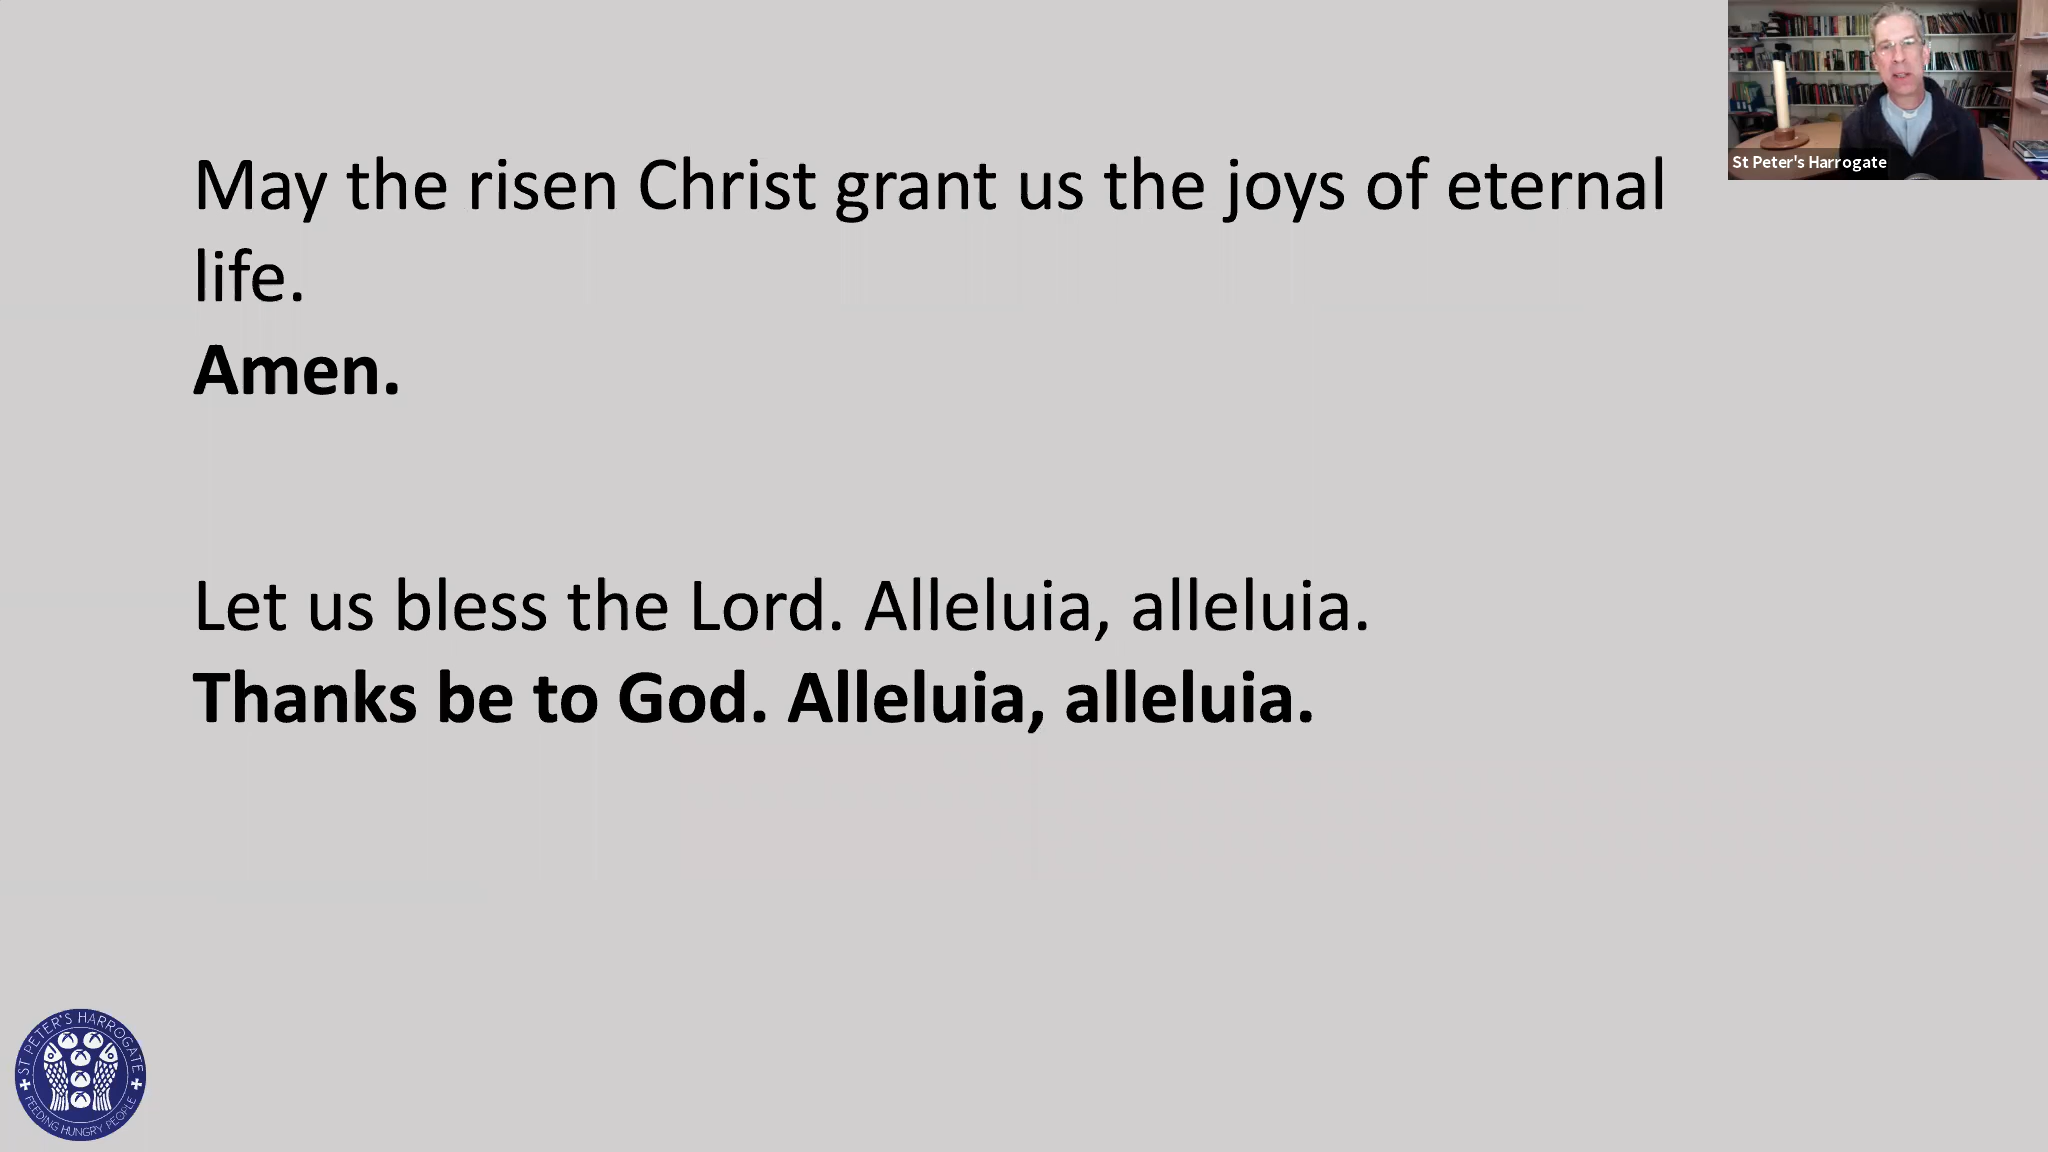 May the risen Christ grant us the joys of eternal
life.
Amen.
Let us bless the Lord. Alleluia, alleluia.
Thanks be to God. Alleluia, alleluia.
St Peter's Harrogate
ST PETER'S HARROGATE
FEEDING HUNGRY PEOPLE